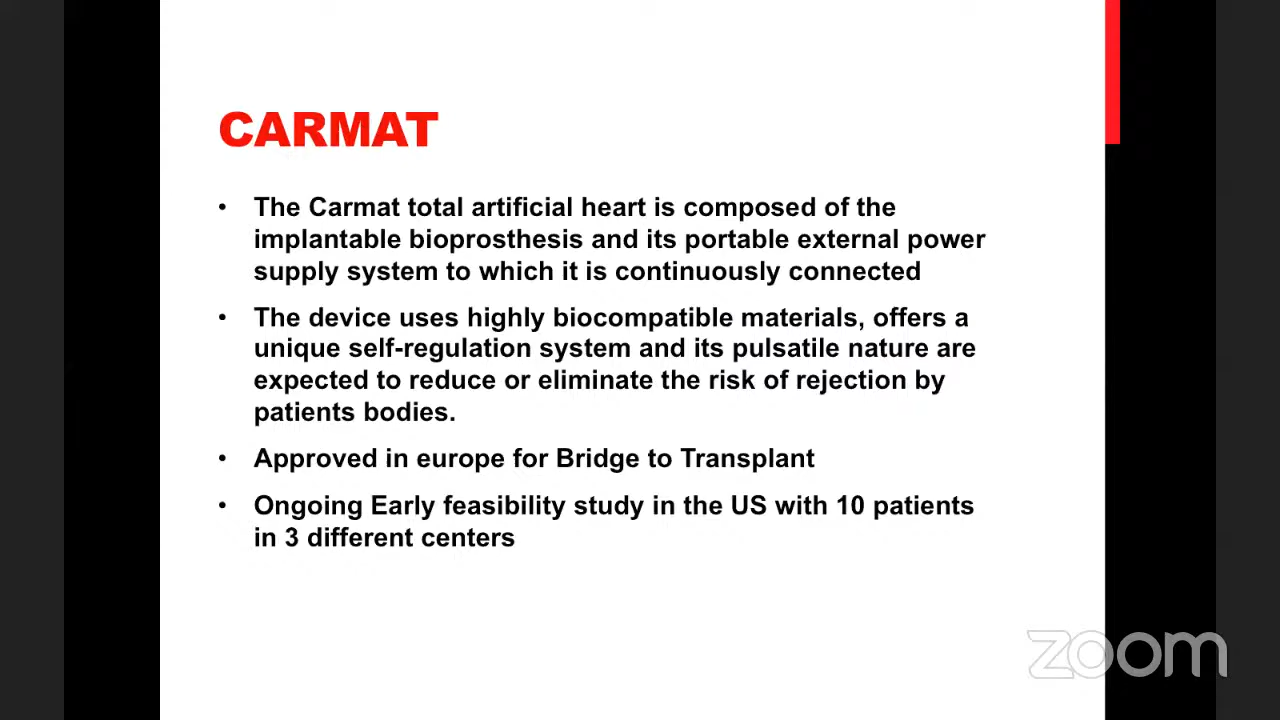 CARMAT
• The Carmat total artificial heart is composed of the
implantable bioprosthesis and its portable external power
supply system to which it is continuously connected
• The device uses highly biocompatible materials, offers a
unique self-regulation system and its pulsatile nature are
expected to reduce or eliminate the risk of rejection by
patients bodies.
• Approved in europe for Bridge to Transplant
• Ongoing Early feasibility study in the US with 10 patients
in 3 different centers
zoom